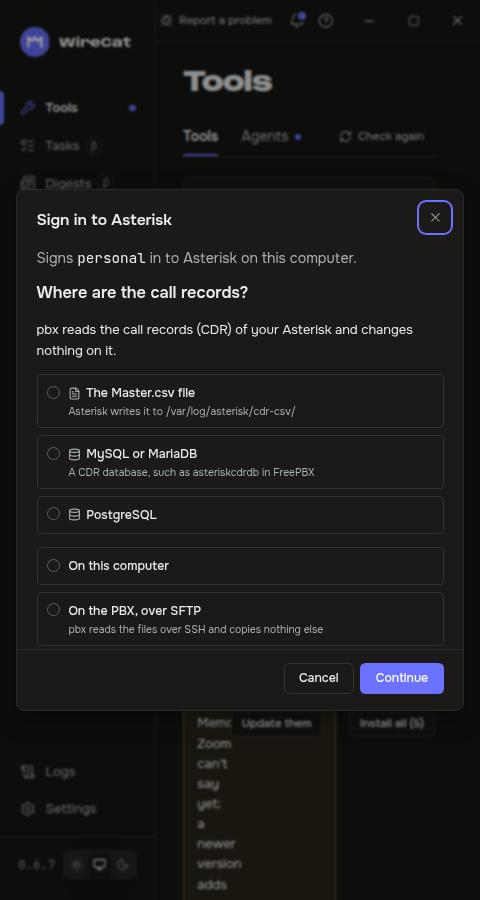 Report a problem
WIRECAT
Tools
Tools
Tools
Agents
Check again
Tasks β
Digests β
Sign in to Asterisk
Signs personal in to Asterisk on this computer.
Where are the call records?
pbx reads the call records (CDR) of your Asterisk and changes
nothing on it.
The Master.csv file
Asterisk writes it to /var/log/asterisk/cdr-csv/
MySQL or MariaDB
A CDR database, such as asteriskcdrdb in FreePBX
PostgreSQL
On this computer
On the PBX, over SFTP
pbx reads the files over SSH and copies nothing else
Cancel
Continue
Update them
Install all (5)
Zoom
can't
say
yet;
a
newer
version
adds
Logs
Settings
0.6.7